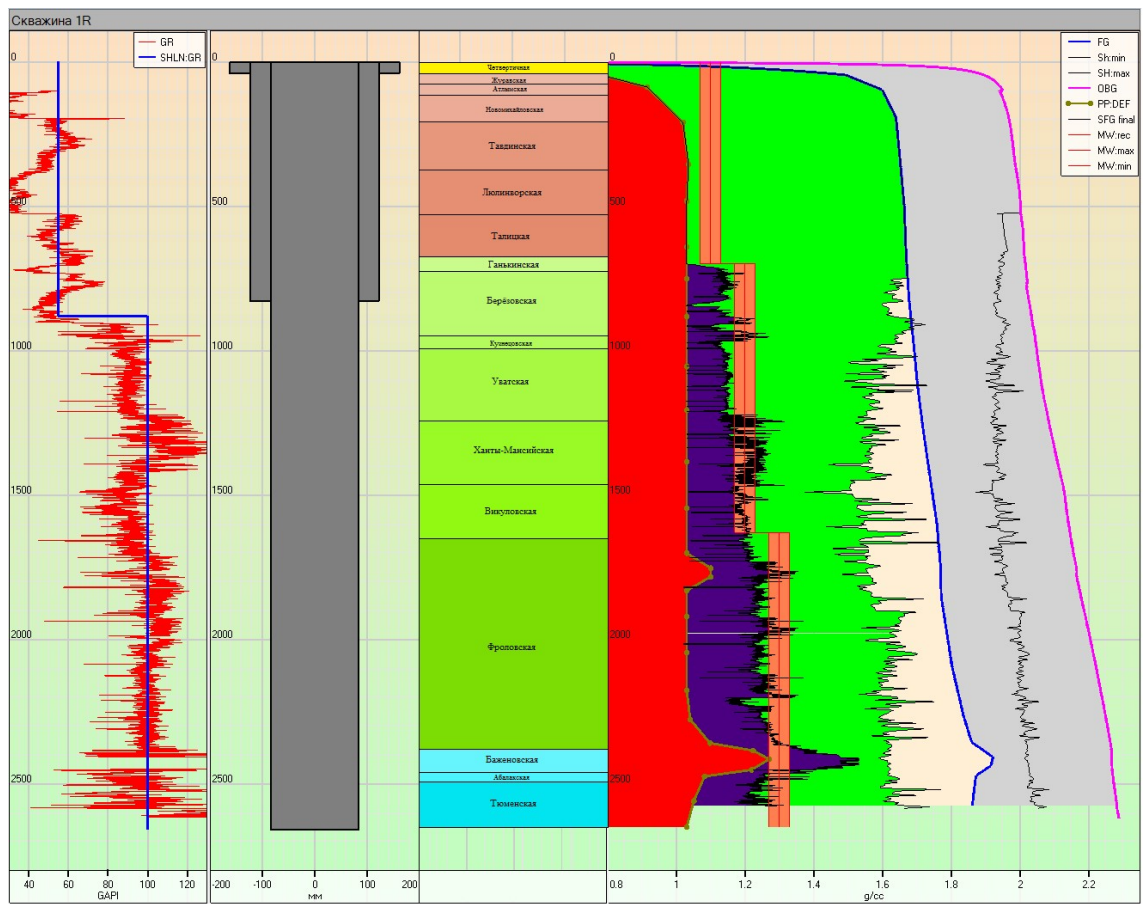 Скважина 1R
GR
SHLN:GR
FG
Sh:min
SH:max
OBG
PP:DEF
SFG final
MW:rec
MW:max
MW:min
0
0
0
500
500
500
1000
1000
1000
1500
1500
1500
2000
2000
2000
2500
2500
2500
Четвертичная
Журавская
Атлымская
Новомихайловская
Тавдинская
Люлинворская
Талицкая
Ганькинская
Берёзовская
Кузнецовская
Уватская
Ханты-Мансийская
Викуловская
Фроловская
Баженовская
Абалакская
Тюменская
40 60 80 100 120
GAPI
-200 -100 0 100 200
мм
0.8 1 1.2 1.4 1.6 1.8 2 2.2
g/cc